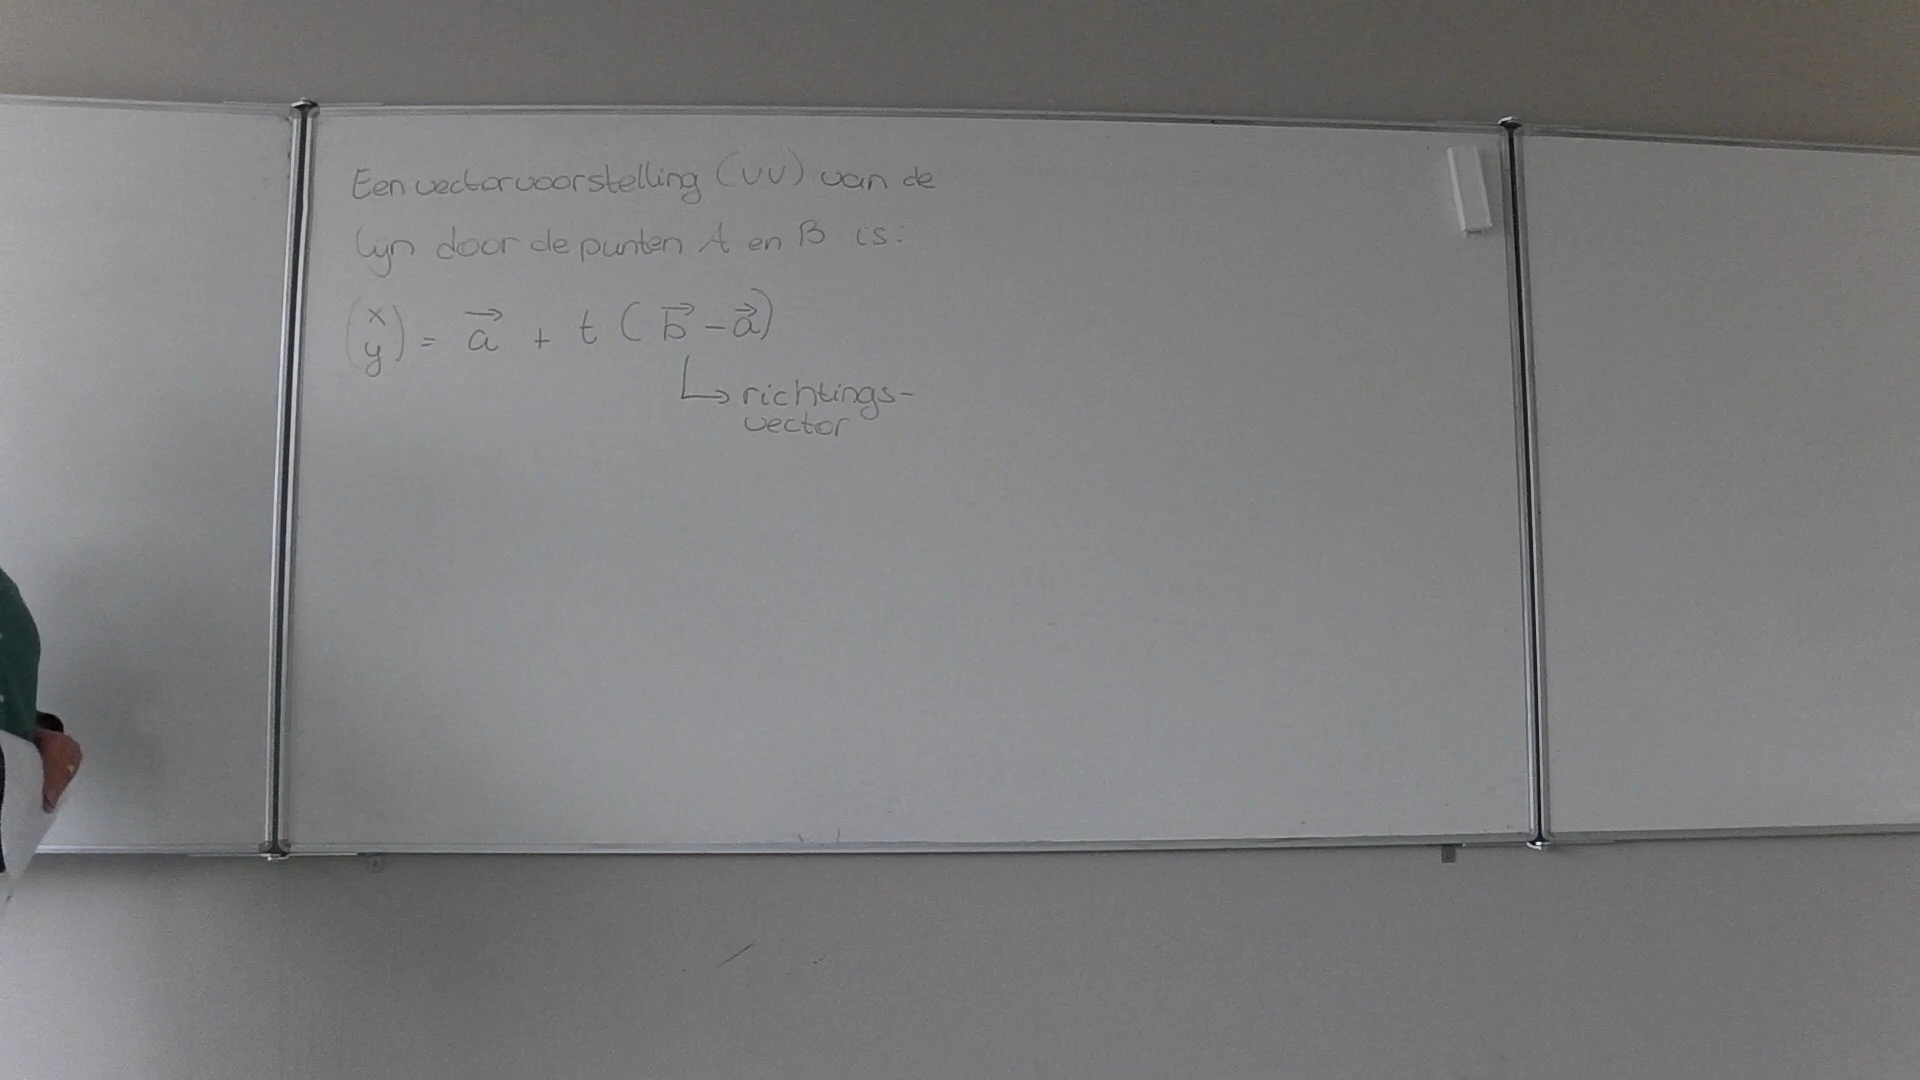 Een vectorvoorstelling (vv) van de
lijn door de punten A en B is:
(x y) = a⃗ + t (b⃗ - a⃗)
↳ richtings-
vector